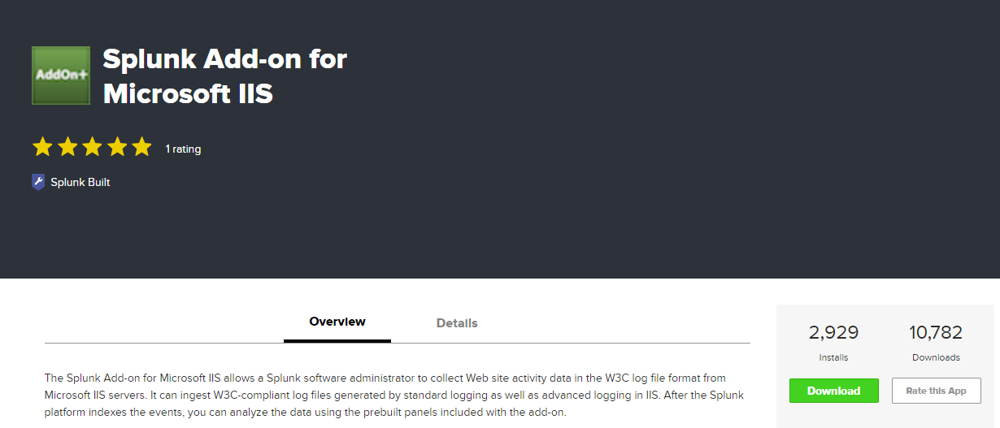 AddOn+
Splunk Add-on for
Microsoft IIS
1 rating
Splunk Built
Overview
Details
2,929
10,782
Installs
Downloads
Download
Rate this App
The Splunk Add-on for Microsoft IIS allows a Splunk software administrator to collect Web site activity data in the W3C log file format from
Microsoft IIS servers. It can ingest W3C-compliant log files generated by standard logging as well as advanced logging in IIS. After the Splunk
platform indexes the events, you can analyze the data using the prebuilt panels included with the add-on.